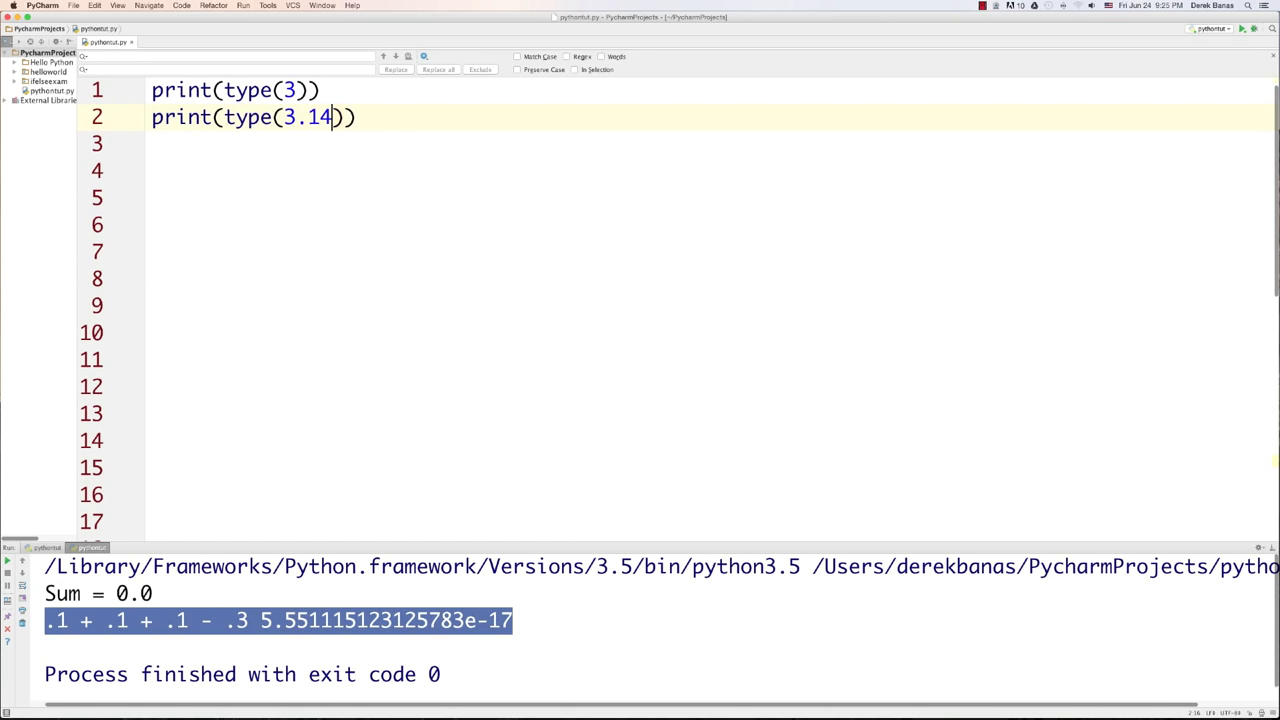 PyCharm File Edit View Navigate Code Refactor Run Tools VCS Window Help 10 Fri Jun 24 9:25 PM Derek Banas
pythontut.py - PycharmProjects - [~/PycharmProjects]
PycharmProjects pythontut.py pythontut
pythontut.py
PycharmProject
Match Case Regex Words
Hello Python
helloworld
Replace Replace all Exclude Preserve Case In Selection
ifelseexam
pythontut.py
External Librarie
1 print(type(3))
2 print(type(3.14))
3
4
5
6
7
8
9
10
11
12
13
14
15
16
17
Run: pythontut pythontut
/Library/Frameworks/Python.framework/Versions/3.5/bin/python3.5 /Users/derekbanas/PycharmProjects/pytho
Sum = 0.0
.1 + .1 + .1 - .3 5.551115123125783e-17
Process finished with exit code 0
2:16 LF≑ UTF-8≑